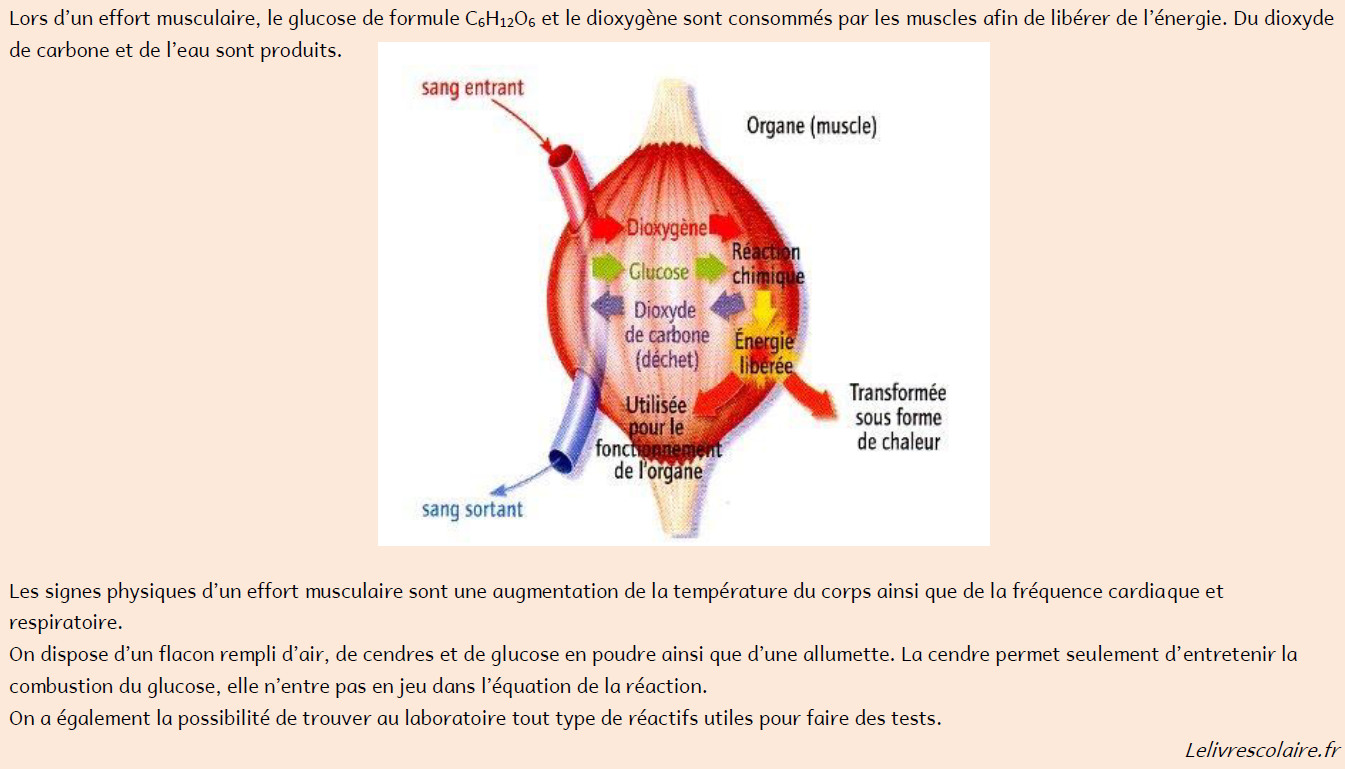 Lors d’un effort musculaire, le glucose de formule C₆H₁₂O₆ et le dioxygène sont consommés par les muscles afin de libérer de l’énergie. Du dioxyde
de carbone et de l’eau sont produits.
sang entrant
Organe (muscle)
Dioxygène
Réaction
chimique
Glucose
Dioxyde
de carbone
(déchet)
Énergie
libérée
Utilisée
pour le
fonctionnement
de l’organe
Transformée
sous forme
de chaleur
sang sortant
Les signes physiques d’un effort musculaire sont une augmentation de la température du corps ainsi que de la fréquence cardiaque et
respiratoire.
On dispose d’un flacon rempli d’air, de cendres et de glucose en poudre ainsi que d’une allumette. La cendre permet seulement d’entretenir la
combustion du glucose, elle n’entre pas en jeu dans l’équation de la réaction.
On a également la possibilité de trouver au laboratoire tout type de réactifs utiles pour faire des tests.
Lelivrescolaire.fr